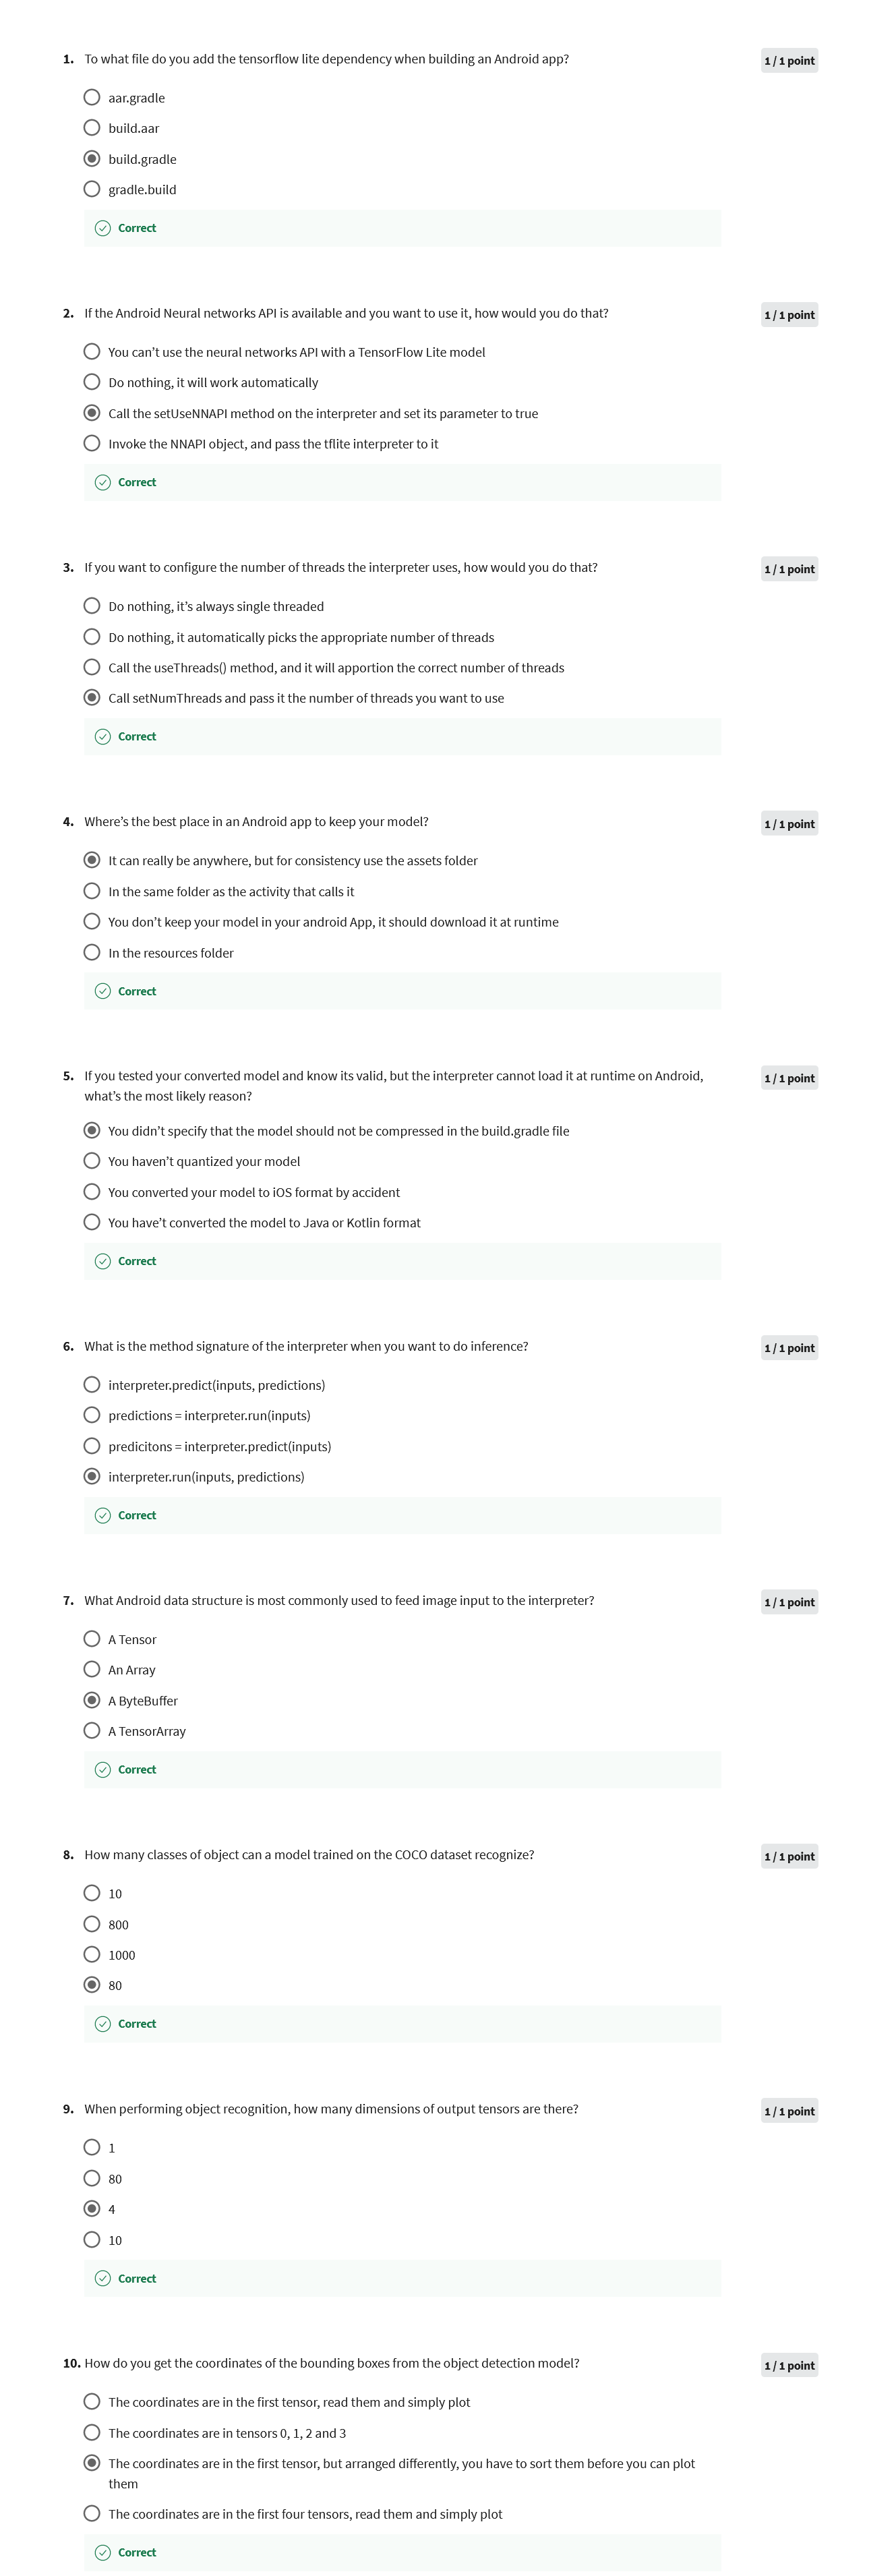 1. To what file do you add the tensorflow lite dependency when building an Android app?
1 / 1 point
aar.gradle
build.aar
build.gradle
gradle.build
Correct
2. If the Android Neural networks API is available and you want to use it, how would you do that?
1 / 1 point
You can't use the neural networks API with a TensorFlow Lite model
Do nothing, it will work automatically
Call the setUseNNAPI method on the interpreter and set its parameter to true
Invoke the NNAPI object, and pass the tflite interpreter to it
Correct
3. If you want to configure the number of threads the interpreter uses, how would you do that?
1 / 1 point
Do nothing, it's always single threaded
Do nothing, it automatically picks the appropriate number of threads
Call the useThreads() method, and it will apportion the correct number of threads
Call setNumThreads and pass it the number of threads you want to use
Correct
4. Where's the best place in an Android app to keep your model?
1 / 1 point
It can really be anywhere, but for consistency use the assets folder
In the same folder as the activity that calls it
You don't keep your model in your android App, it should download it at runtime
In the resources folder
Correct
5. If you tested your converted model and know its valid, but the interpreter cannot load it at runtime on Android,
what's the most likely reason?
1 / 1 point
You didn't specify that the model should not be compressed in the build.gradle file
You haven't quantized your model
You converted your model to iOS format by accident
You have't converted the model to Java or Kotlin format
Correct
6. What is the method signature of the interpreter when you want to do inference?
1 / 1 point
interpreter.predict(inputs, predictions)
predictions = interpreter.run(inputs)
predicitons = interpreter.predict(inputs)
interpreter.run(inputs, predictions)
Correct
7. What Android data structure is most commonly used to feed image input to the interpreter?
1 / 1 point
A Tensor
An Array
A ByteBuffer
A TensorArray
Correct
8. How many classes of object can a model trained on the COCO dataset recognize?
1 / 1 point
10
800
1000
80
Correct
9. When performing object recognition, how many dimensions of output tensors are there?
1 / 1 point
1
80
4
10
Correct
10. How do you get the coordinates of the bounding boxes from the object detection model?
1 / 1 point
The coordinates are in the first tensor, read them and simply plot
The coordinates are in tensors 0, 1, 2 and 3
The coordinates are in the first tensor, but arranged differently, you have to sort them before you can plot
them
The coordinates are in the first four tensors, read them and simply plot
Correct